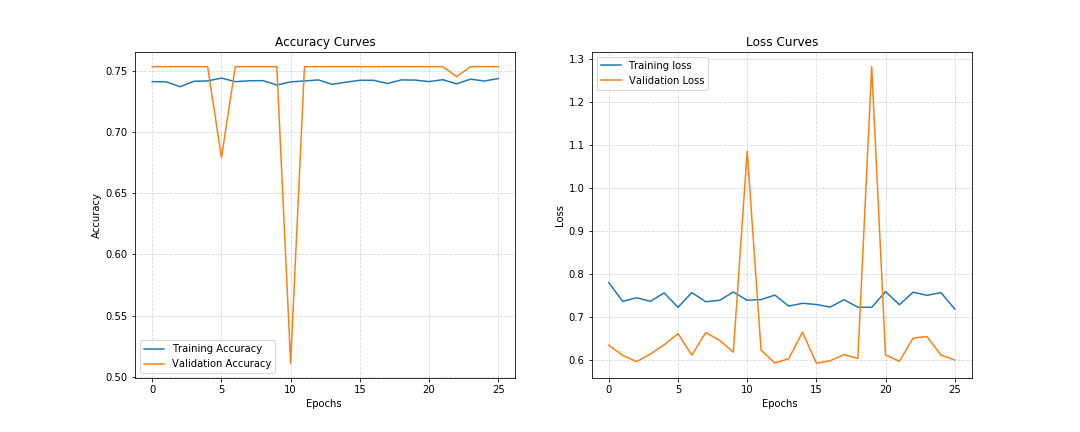 Accuracy Curves
0.75
0.70
0.65
0.60
0.55
0.50
Accuracy
Training Accuracy
Validation Accuracy
0 5 10 15 20 25
Epochs
Loss Curves
1.3
1.2
1.1
1.0
0.9
0.8
0.7
0.6
Loss
Training loss
Validation Loss
0 5 10 15 20 25
Epochs